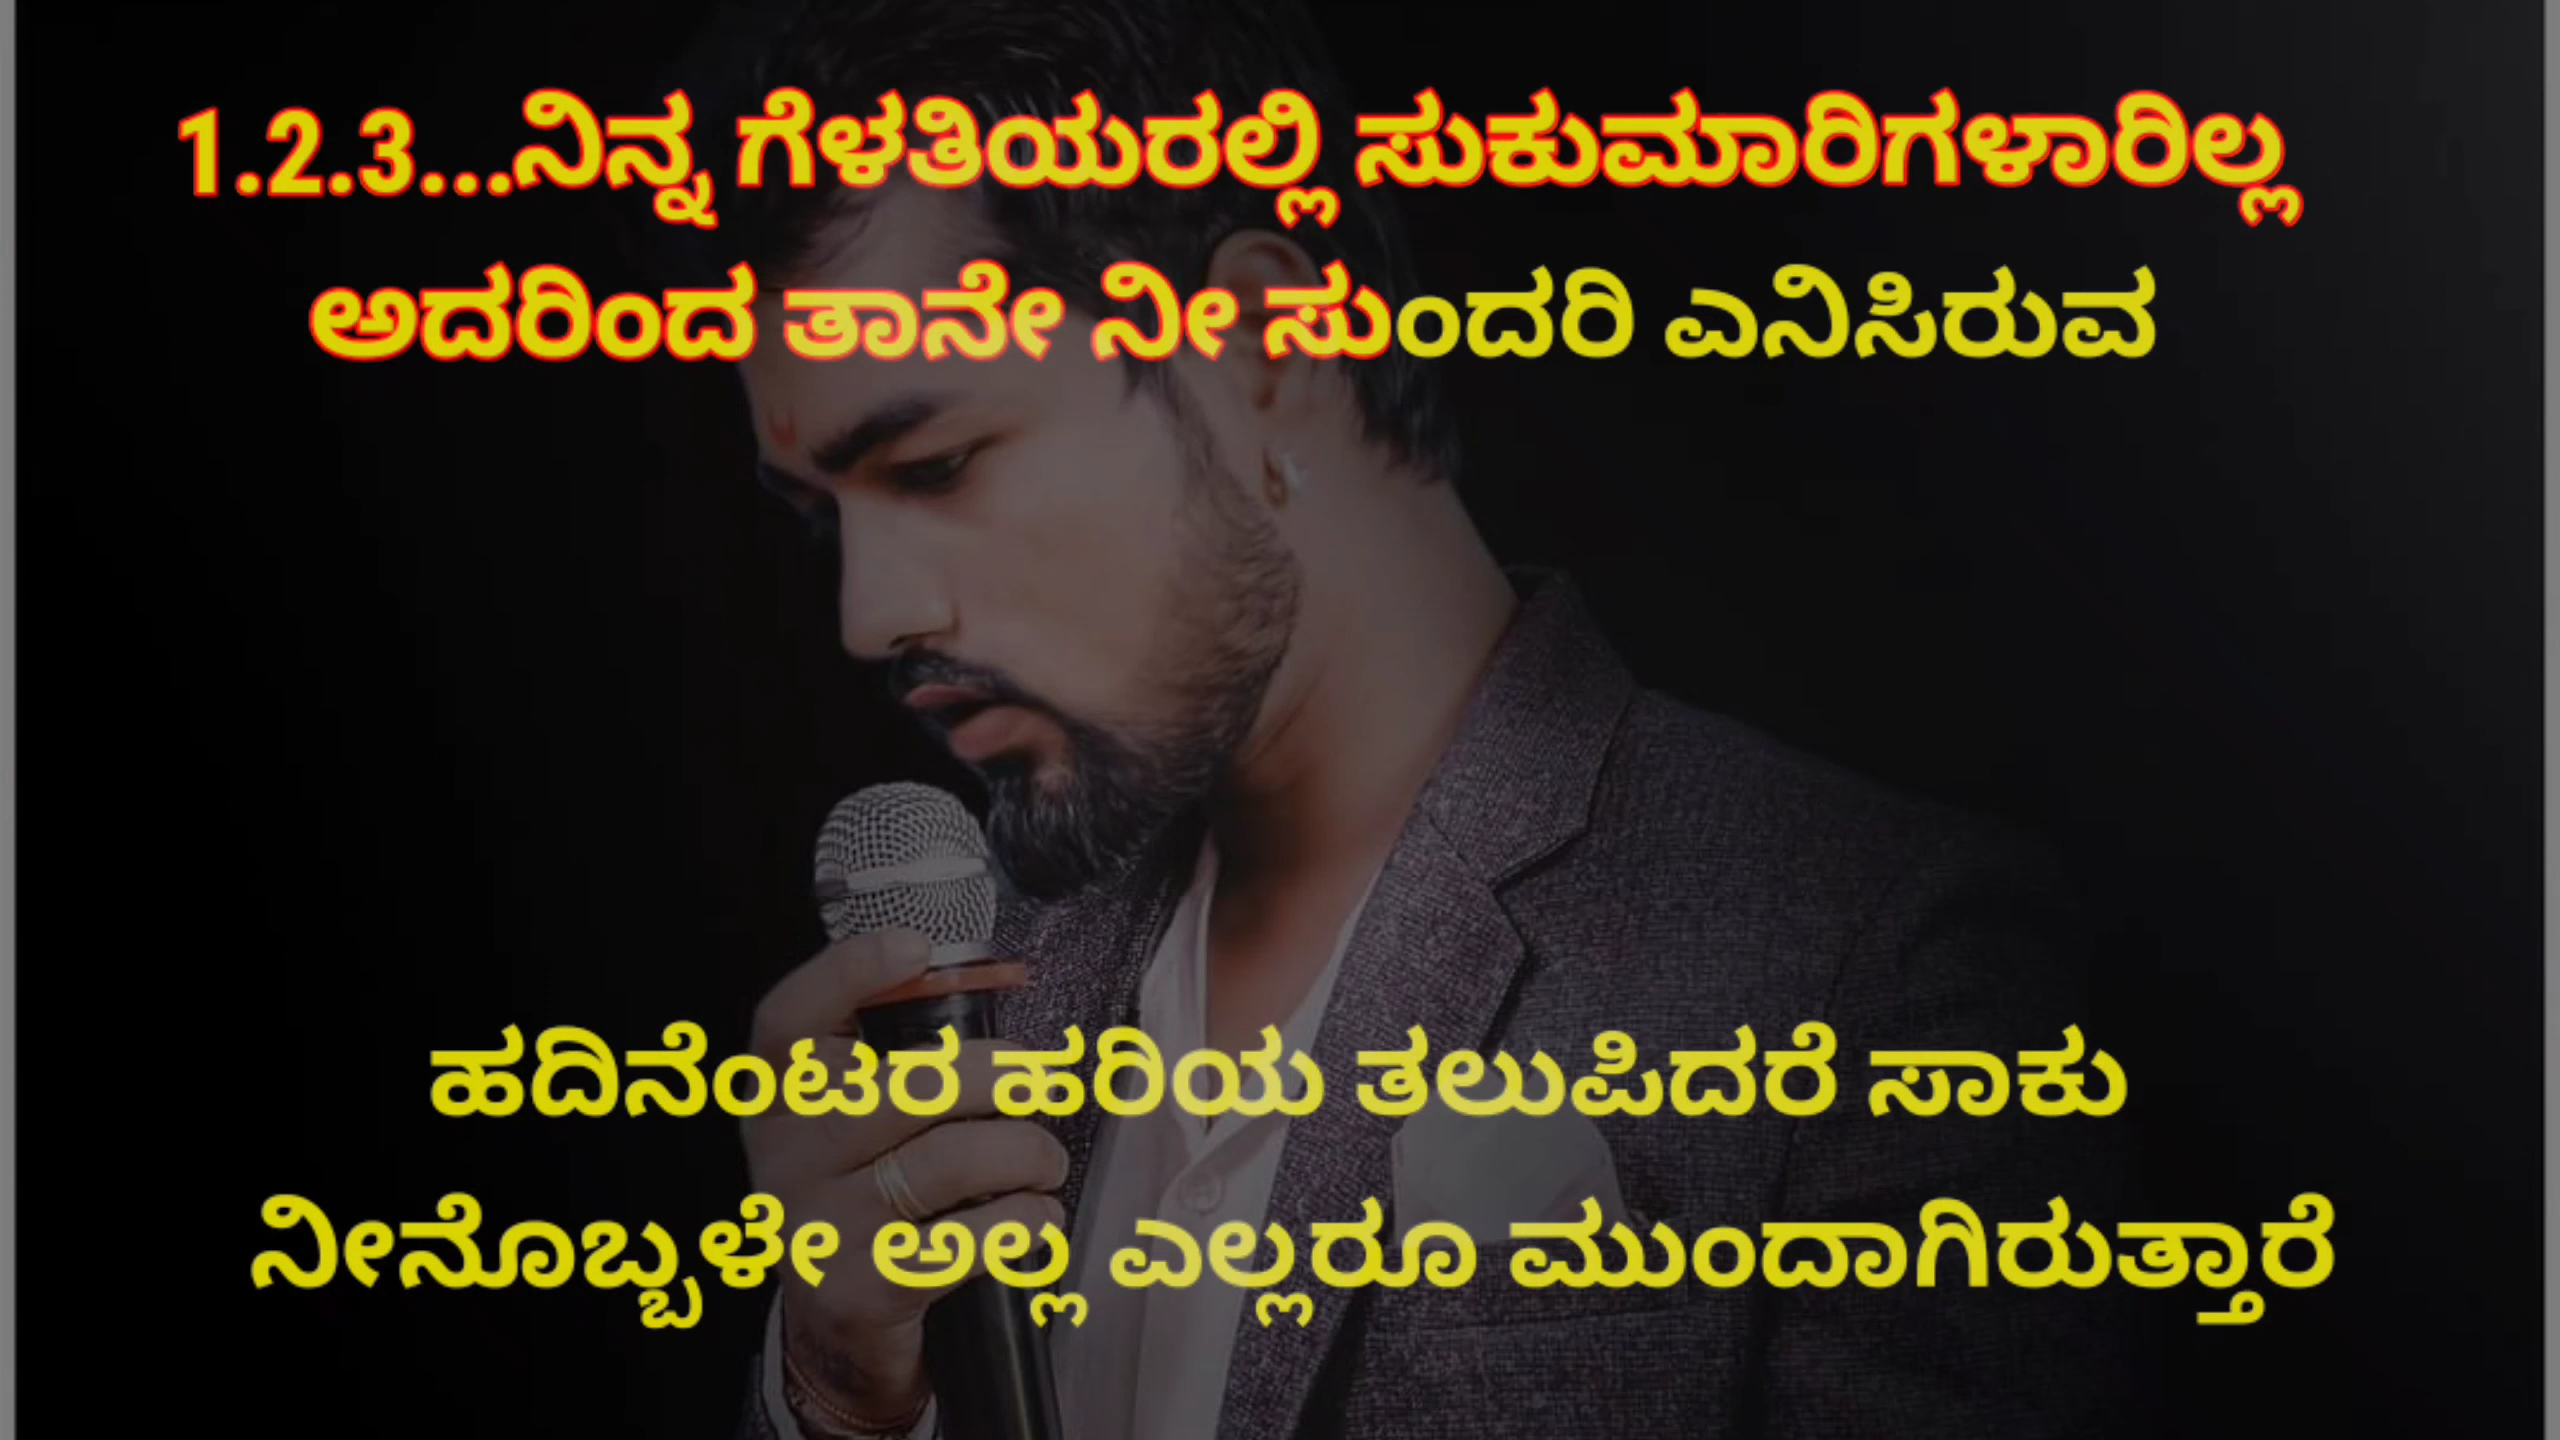 1.2.3...ನಿನ್ನ ಗೆಳತಿಯರಲ್ಲಿ ಸುಕುಮಾರಿಗಳಾರಿಲ್ಲ
ಅದರಿಂದ ತಾನೇ ನೀ ಸುಂದರಿ ಎನಿಸಿರುವ
ಹದಿನೆಂಟರ ಹರಿಯ ತಲುಪಿದರೆ ಸಾಕು
ನೀನೊಬ್ಬಳೇ ಅಲ್ಲ ಎಲ್ಲರೂ ಮುಂದಾಗಿರುತ್ತಾರೆ